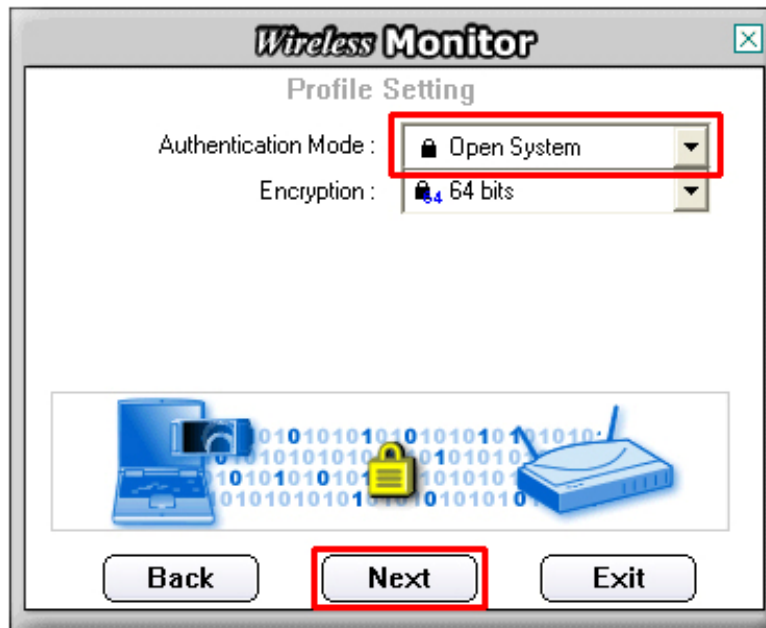 Wireless Monitor
Profile Setting
Authentication Mode : Open System
Encryption : 64 64 bits
Back Next Exit